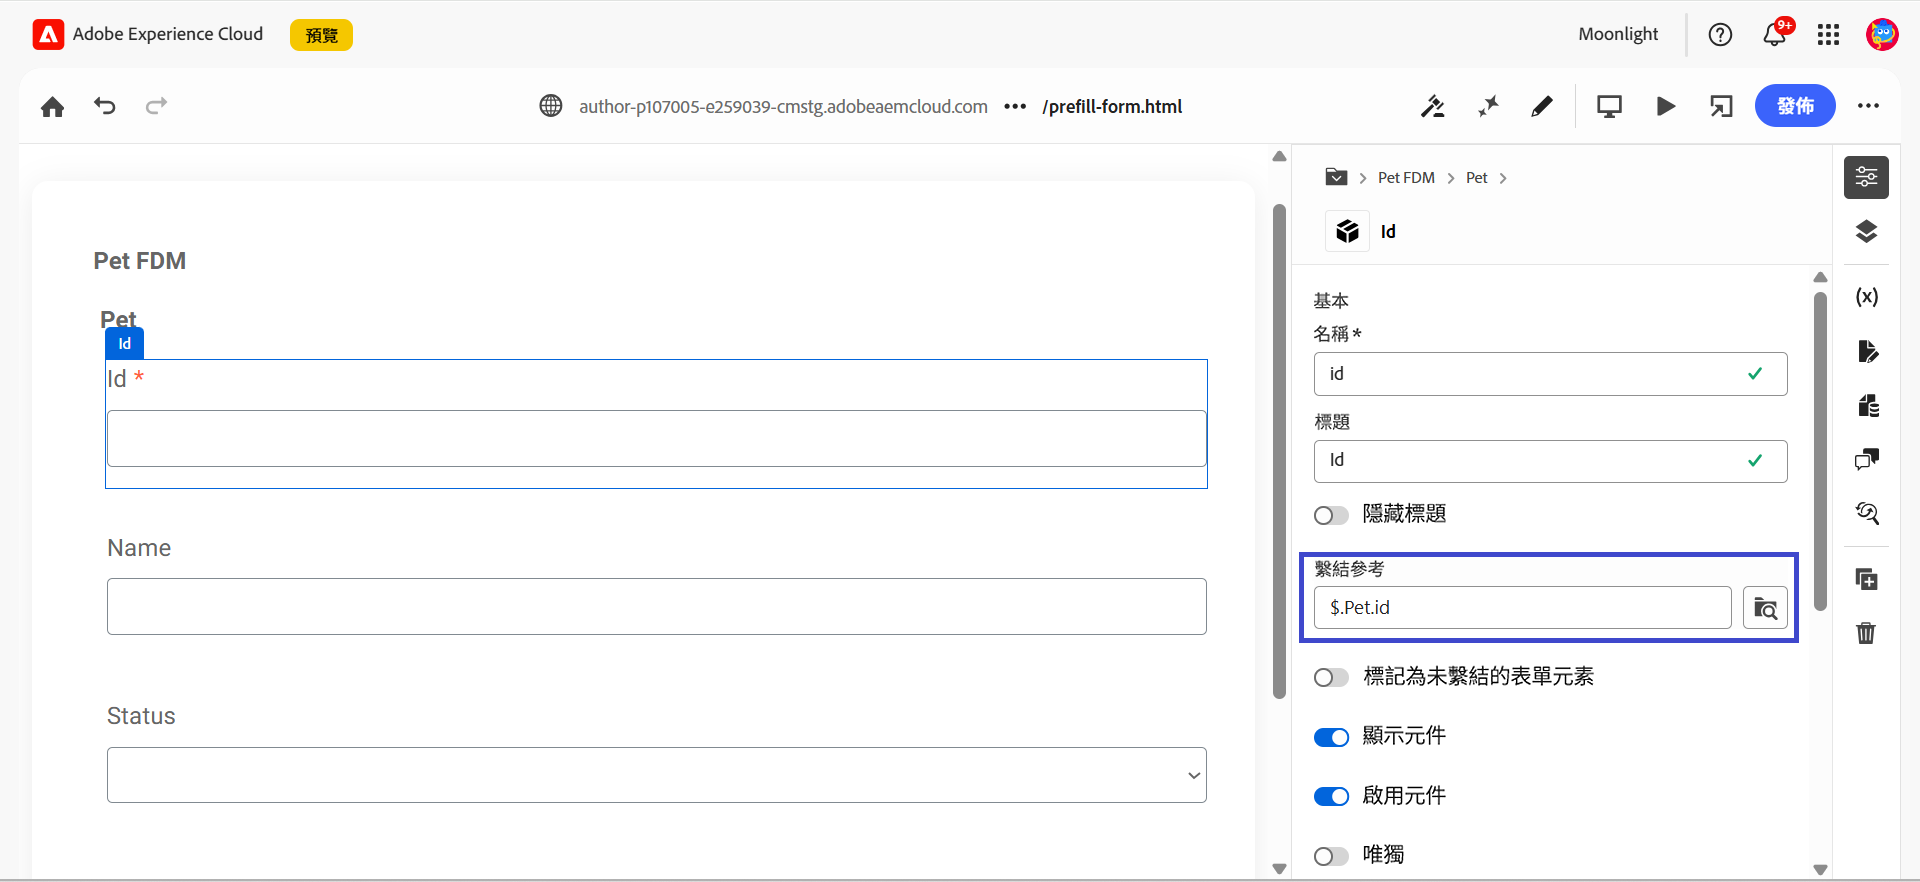 Adobe Experience Cloud
預覽
Moonlight
9+
author-p107005-e259039-cmstg.adobeaemcloud.com ••• /prefill-form.html
發佈
Pet FDM
Pet
Id
Id *
Name
Status
Pet FDM > Pet >
Id
基本
名稱 *
id
標題
Id
隱藏標題
繫結參考
$.Pet.id
標記為未繫結的表單元素
顯示元件
啟用元件
唯獨
(x)